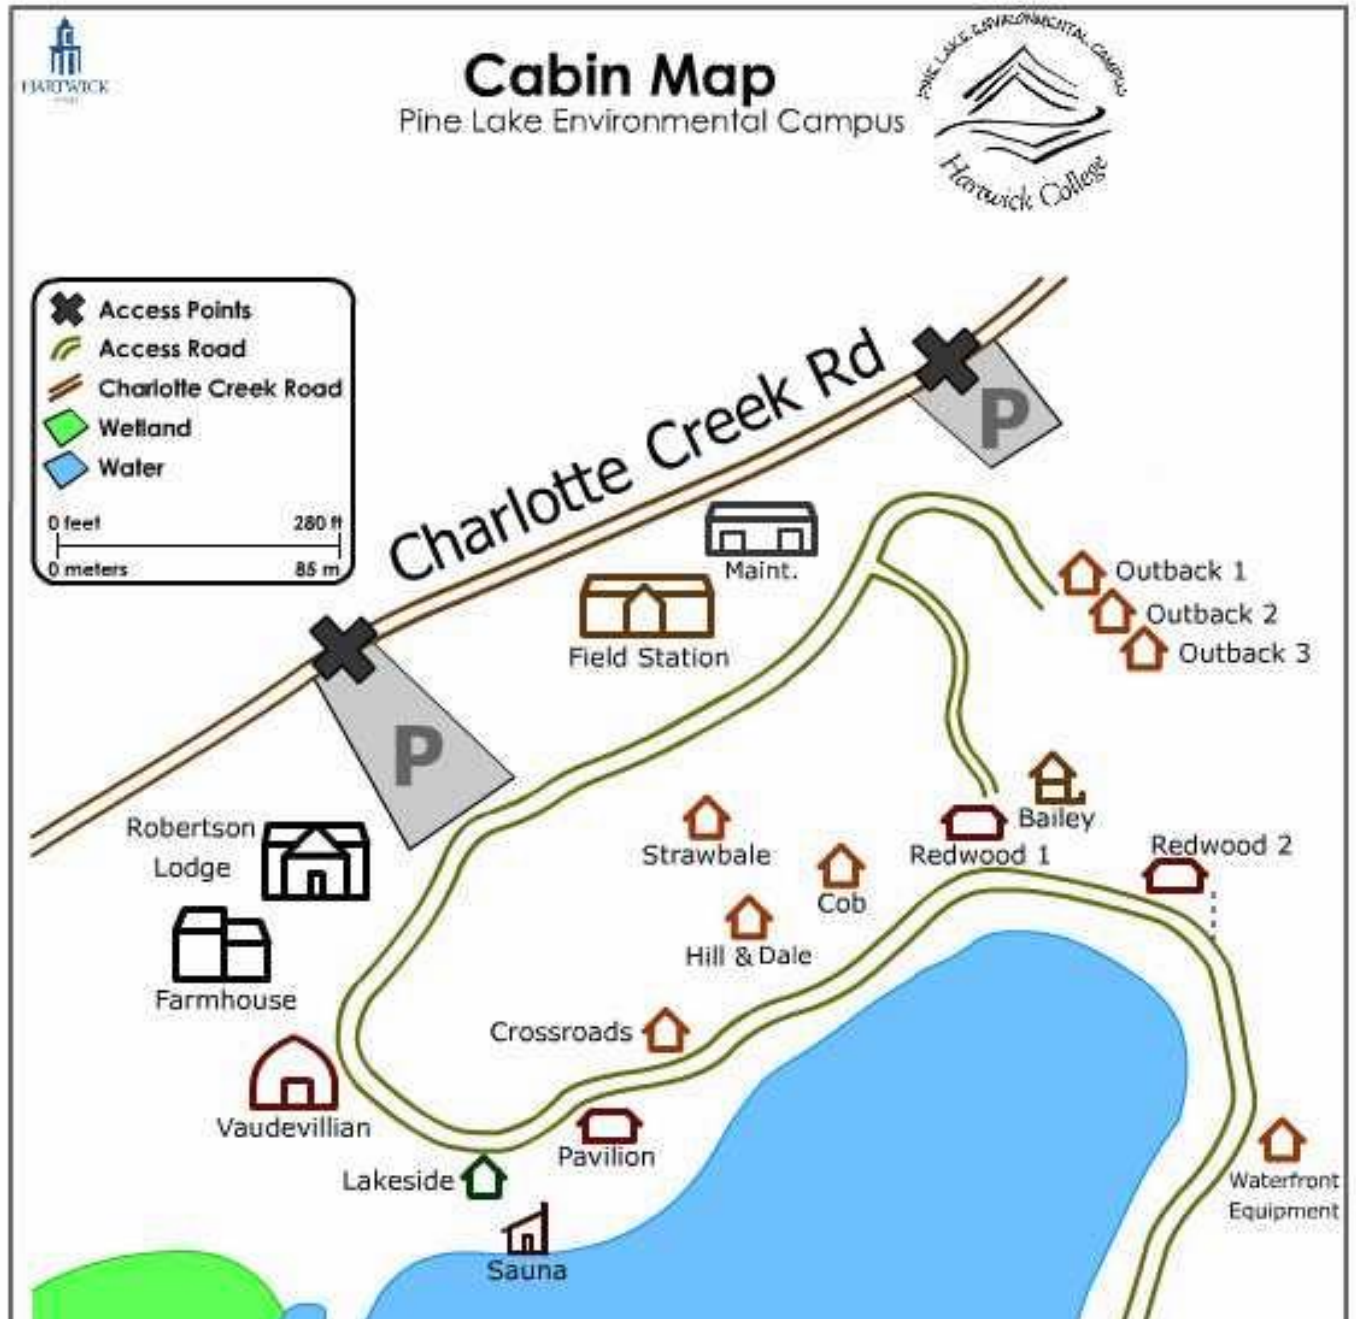 HARTWICK
Cabin Map
Pine Lake Environmental Campus
PINE LAKE ENVIRONMENTAL CAMPUS
Hartwick College
Access Points
Access Road
Charlotte Creek Road
Wetland
Water
0 feet 280 ft
0 meters 85 m
Charlotte Creek Rd
P
Maint.
Field Station
Outback 1
Outback 2
Outback 3
P
Robertson
Lodge
Strawbale
Bailey
Redwood 1
Redwood 2
Cob
Hill & Dale
Farmhouse
Crossroads
Vaudevillian
Pavilion
Lakeside
Waterfront
Equipment
Sauna